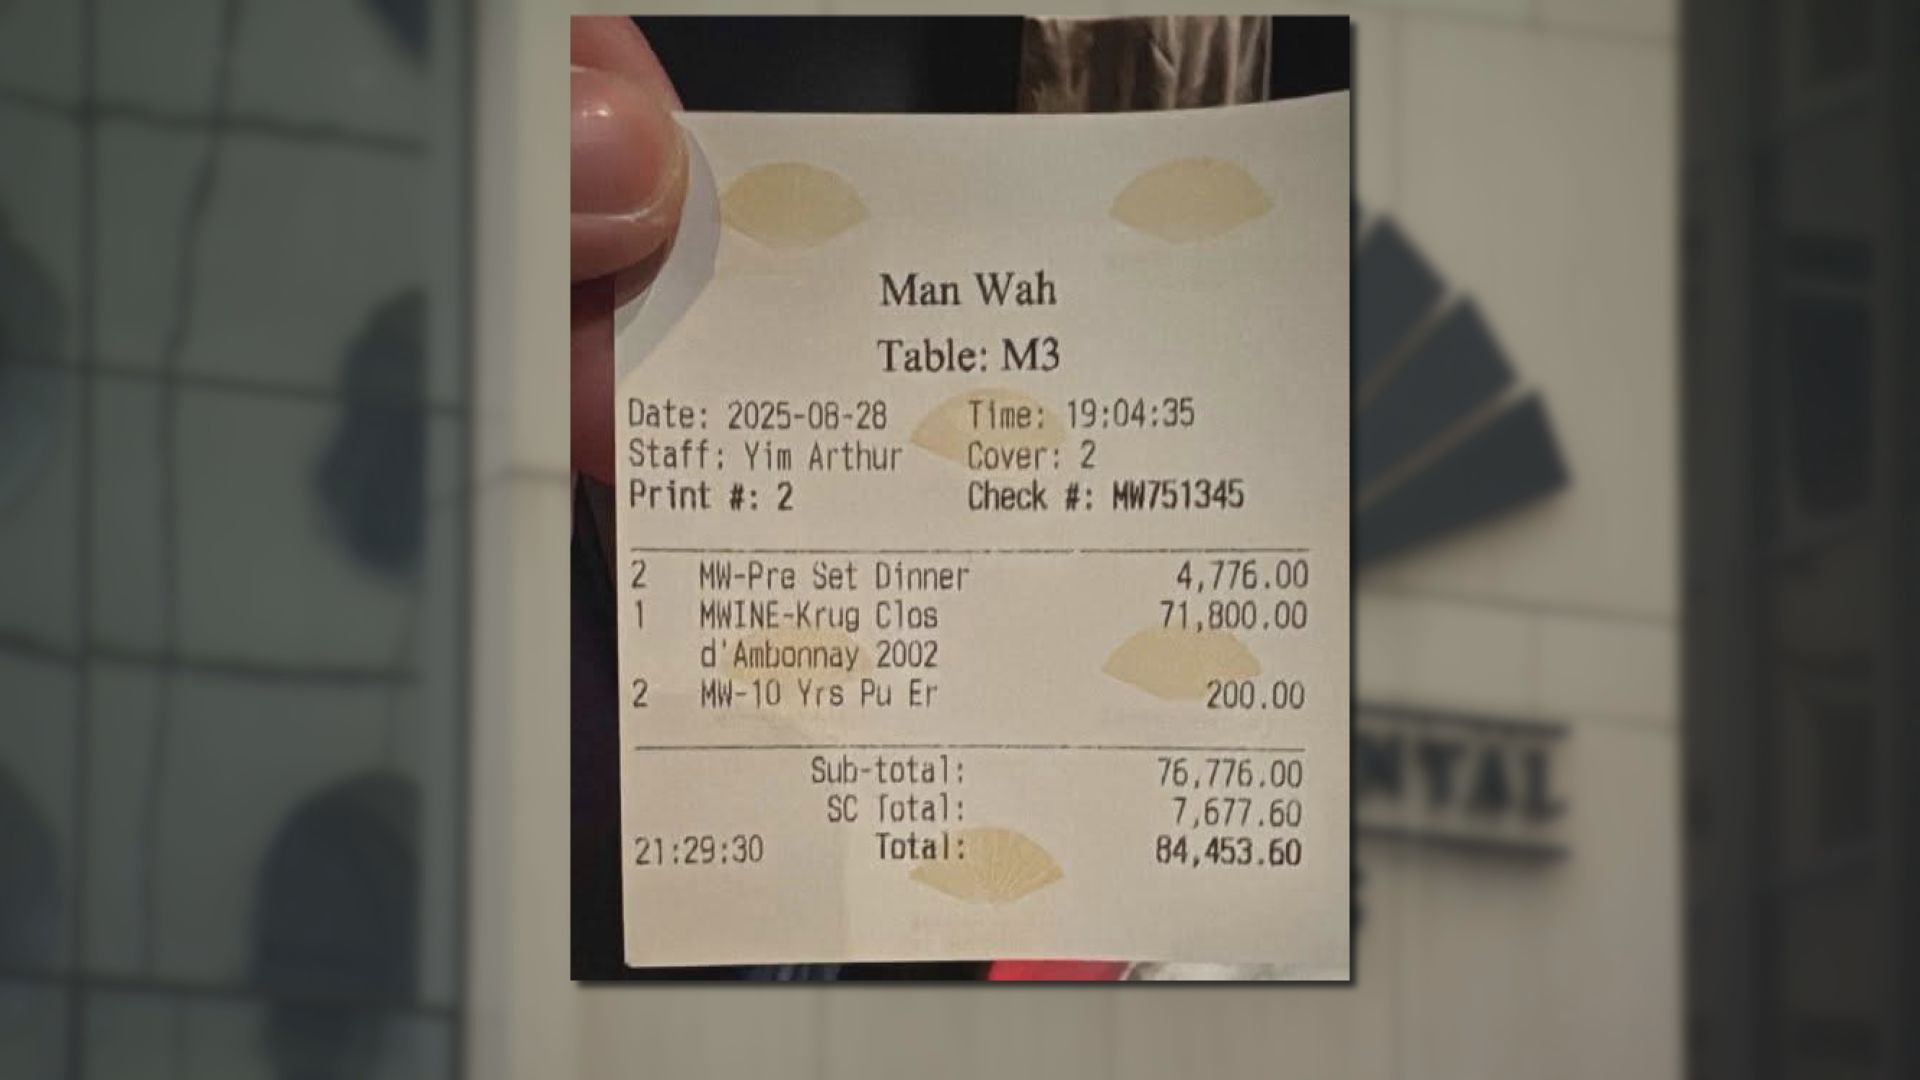 Man Wah
Table: M3
Date: 2025-08-28 Time: 19:04:35
Staff: Yim Arthur Cover: 2
Print #: 2 Check #: MW751345
2 MW-Pre Set Dinner 4,776.00
1 MWINE-Krug Clos 71,800.00
d'Ambonnay 2002
2 MW-10 Yrs Pu Er 200.00
Sub-total: 76,776.00
SC Total: 7,677.60
21:29:30 Total: 84,453.60
NTAL